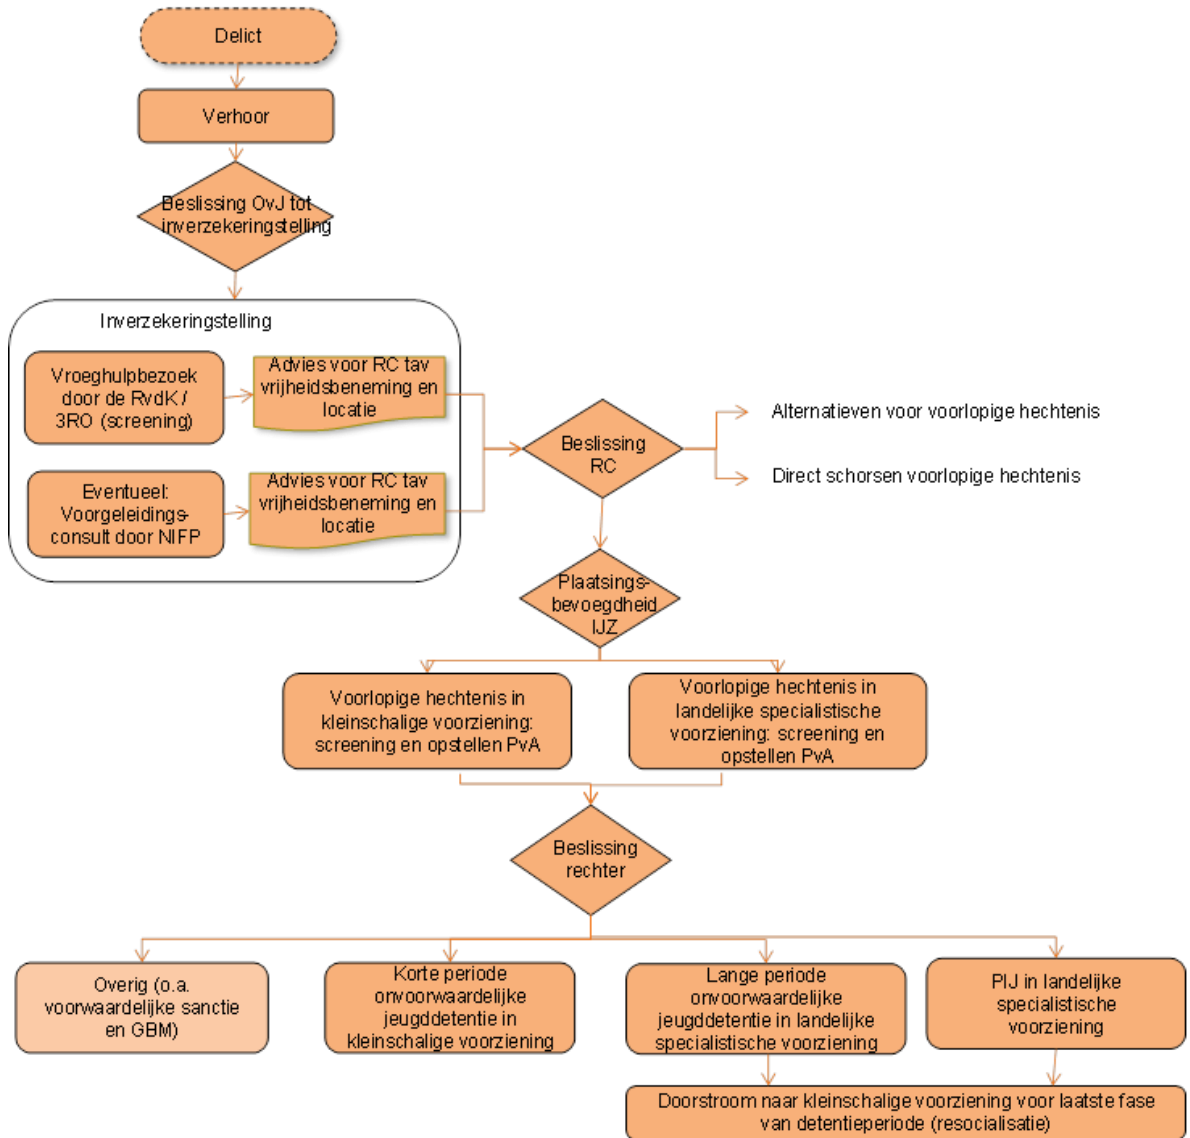 Delict
Verhoor
Beslissing OvJ tot
inverzekeringstelling
Inverzekeringstelling
Vroeghulpbezoek
door de RvdK /
3RO (screening)
Advies voor RC tav
vrijheidsbeneming en
locatie
Eventueel:
Voorgeleidings-
consult door NIFP
Advies voor RC tav
vrijheidsbeneming en
locatie
Beslissing
RC
Alternatieven voor voorlopige hechtenis
Direct schorsen voorlopige hechtenis
Plaatsings-
bevoegdheid
IJZ
Voorlopige hechtenis in
kleinschalige voorziening:
screening en opstellen PvA
Voorlopige hechtenis in
landelijke specialistische
voorziening: screening en
opstellen PvA
Beslissing
rechter
Overig (o.a.
voorwaardelijke sanctie
en GBM)
Korte periode
onvoorwaardelijke
jeugddetentie in
kleinschalige voorziening
Lange periode
onvoorwaardelijke
jeugddetentie in landelijke
specialistische voorziening
PIJ in landelijke
specialistische
voorziening
Doorstroom naar kleinschalige voorziening voor laatste fase
van detentieperiode (resocialisatie)